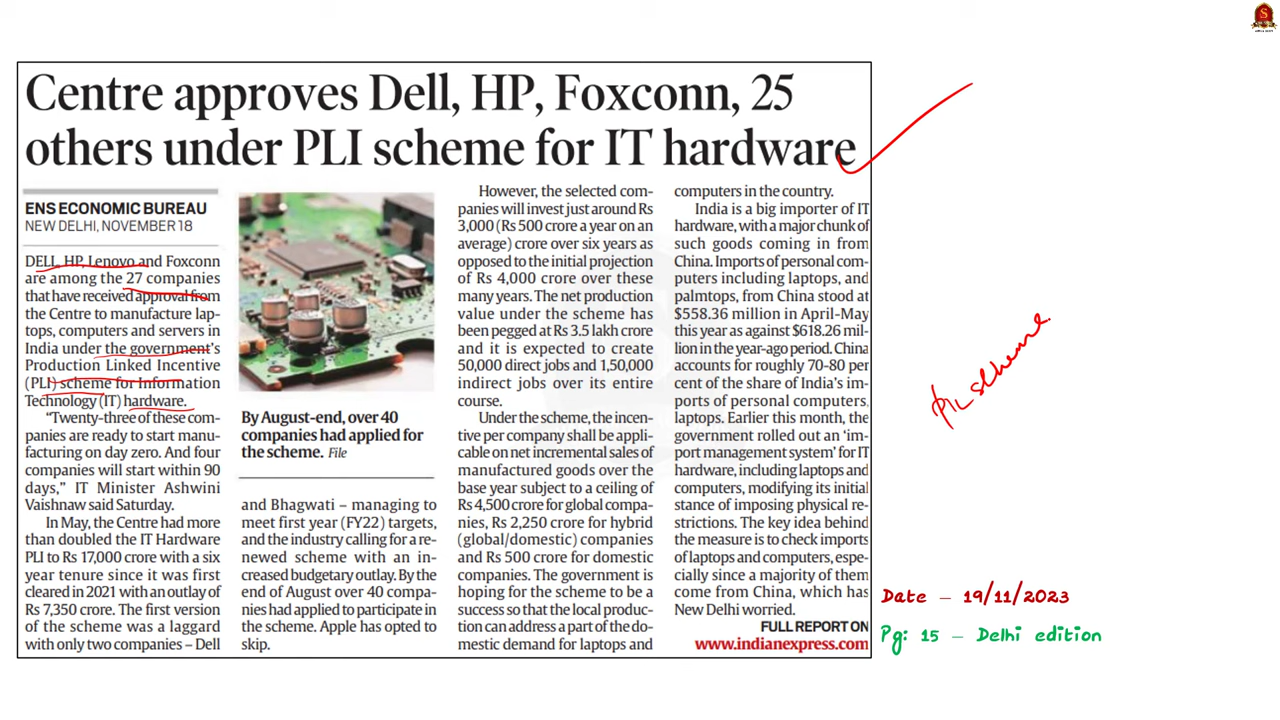 Centre approves Dell, HP, Foxconn, 25
others under PLI scheme for IT hardware
ENS ECONOMIC BUREAU
NEW DELHI, NOVEMBER 18
DELL, HP, Lenovo and Foxconn
are among the 27 companies
that have received approval from
the Centre to manufacture lap-
tops, computers and servers in
India under the government's
Production Linked Incentive
(PLI) scheme for Information
Technology (IT) hardware.
"Twenty-three of these com-
panies are ready to start manu-
facturing on day zero. And four
companies will start within 90
days," IT Minister Ashwini
Vaishnaw said Saturday.
In May, the Centre had more
than doubled the IT Hardware
PLI to Rs 17,000 crore with a six
year tenure since it was first
cleared in 2021 with an outlay of
Rs 7,350 crore. The first version
of the scheme was a laggard
with only two companies – Dell
By August-end, over 40
companies had applied for
the scheme. File
and Bhagwati – managing to
meet first year (FY22) targets,
and the industry calling for a re-
newed scheme with an in-
creased budgetary outlay. By the
end of August over 40 compa-
nies had applied to participate in
the scheme. Apple has opted to
skip.
However, the selected com-
panies will invest just around Rs
3,000 (Rs 500 crore a year on an
average) crore over six years as
opposed to the initial projection
of Rs 4,000 crore over these
many years. The net production
value under the scheme has
been pegged at Rs 3.5 lakh crore
and it is expected to create
50,000 direct jobs and 1,50,000
indirect jobs over its entire
course.
Under the scheme, the incen-
tive per company shall be appli-
cable on net incremental sales of
manufactured goods over the
base year subject to a ceiling of
Rs 4,500 crore for global compa-
nies, Rs 2,250 crore for hybrid
(global/domestic) companies
and Rs 500 crore for domestic
companies. The government is
hoping for the scheme to be a
success so that the local produc-
tion can address a part of the do-
mestic demand for laptops and
computers in the country.
India is a big importer of IT
hardware, with a major chunk of
such goods coming in from
China. Imports of personal com-
puters including laptops, and
palmtops, from China stood at
$558.36 million in April-May
this year as against $618.26 mil-
lion in the year-ago period. China
accounts for roughly 70-80 per
cent of the share of India's im-
ports of personal computers,
laptops. Earlier this month, the
government rolled out an 'im-
port management system' for IT
hardware, including laptops and
computers, modifying its initial
stance of imposing physical re-
strictions. The key idea behind
the measure is to check imports
of laptops and computers, espe-
cially since a majority of them
come from China, which has
New Delhi worried.
FULL REPORT ON
www.indianexpress.com
PIL scheme
Date – 19/11/2023
Pg: 15 – Delhi edition